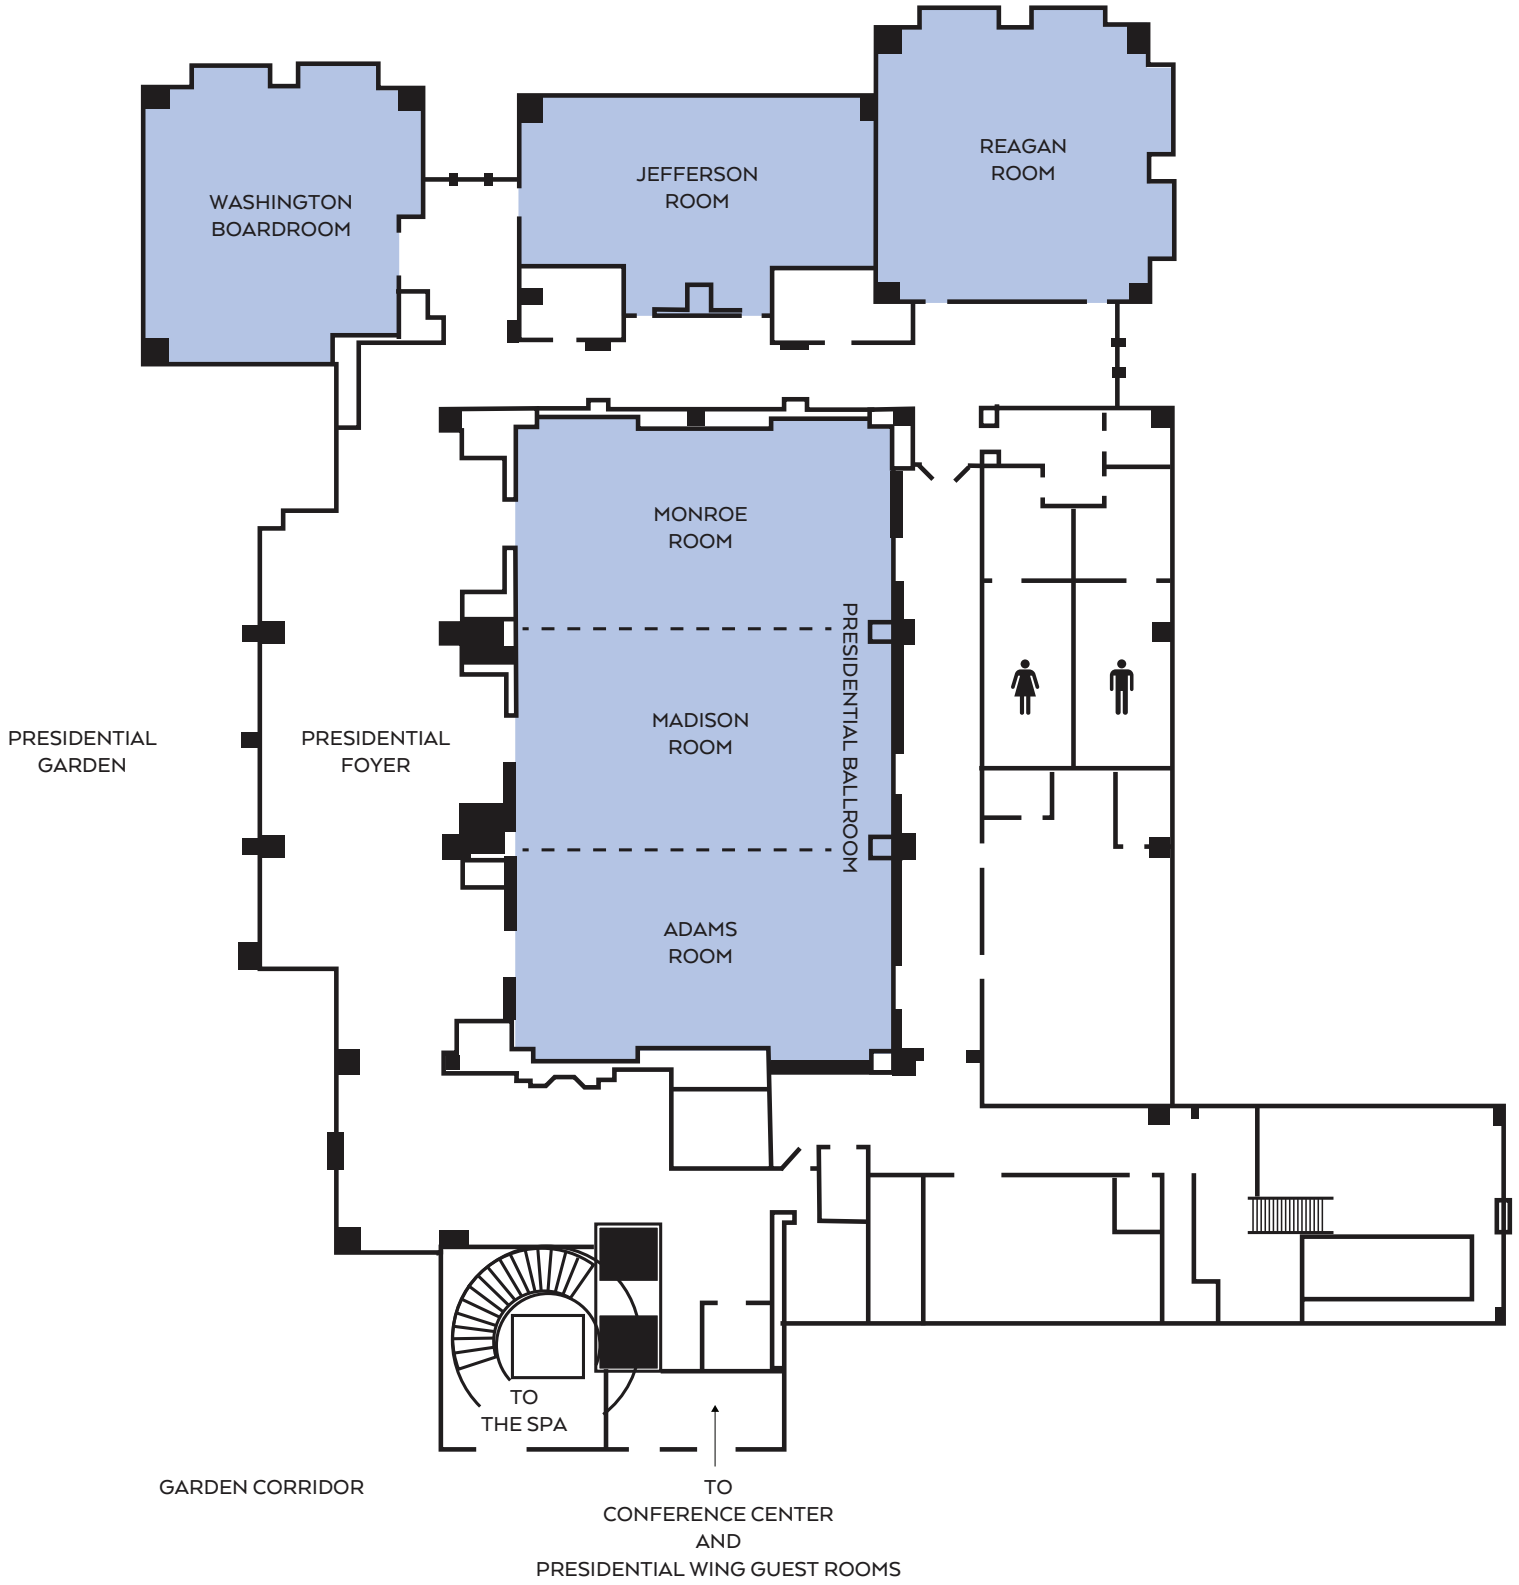 REAGAN
ROOM
JEFFERSON
ROOM
WASHINGTON
BOARDROOM
MONROE
ROOM
PRESIDENTIAL BALLROOM
MADISON
ROOM
PRESIDENTIAL
GARDEN
PRESIDENTIAL
FOYER
ADAMS
ROOM
TO
THE SPA
GARDEN CORRIDOR
TO
CONFERENCE CENTER
AND
PRESIDENTIAL WING GUEST ROOMS